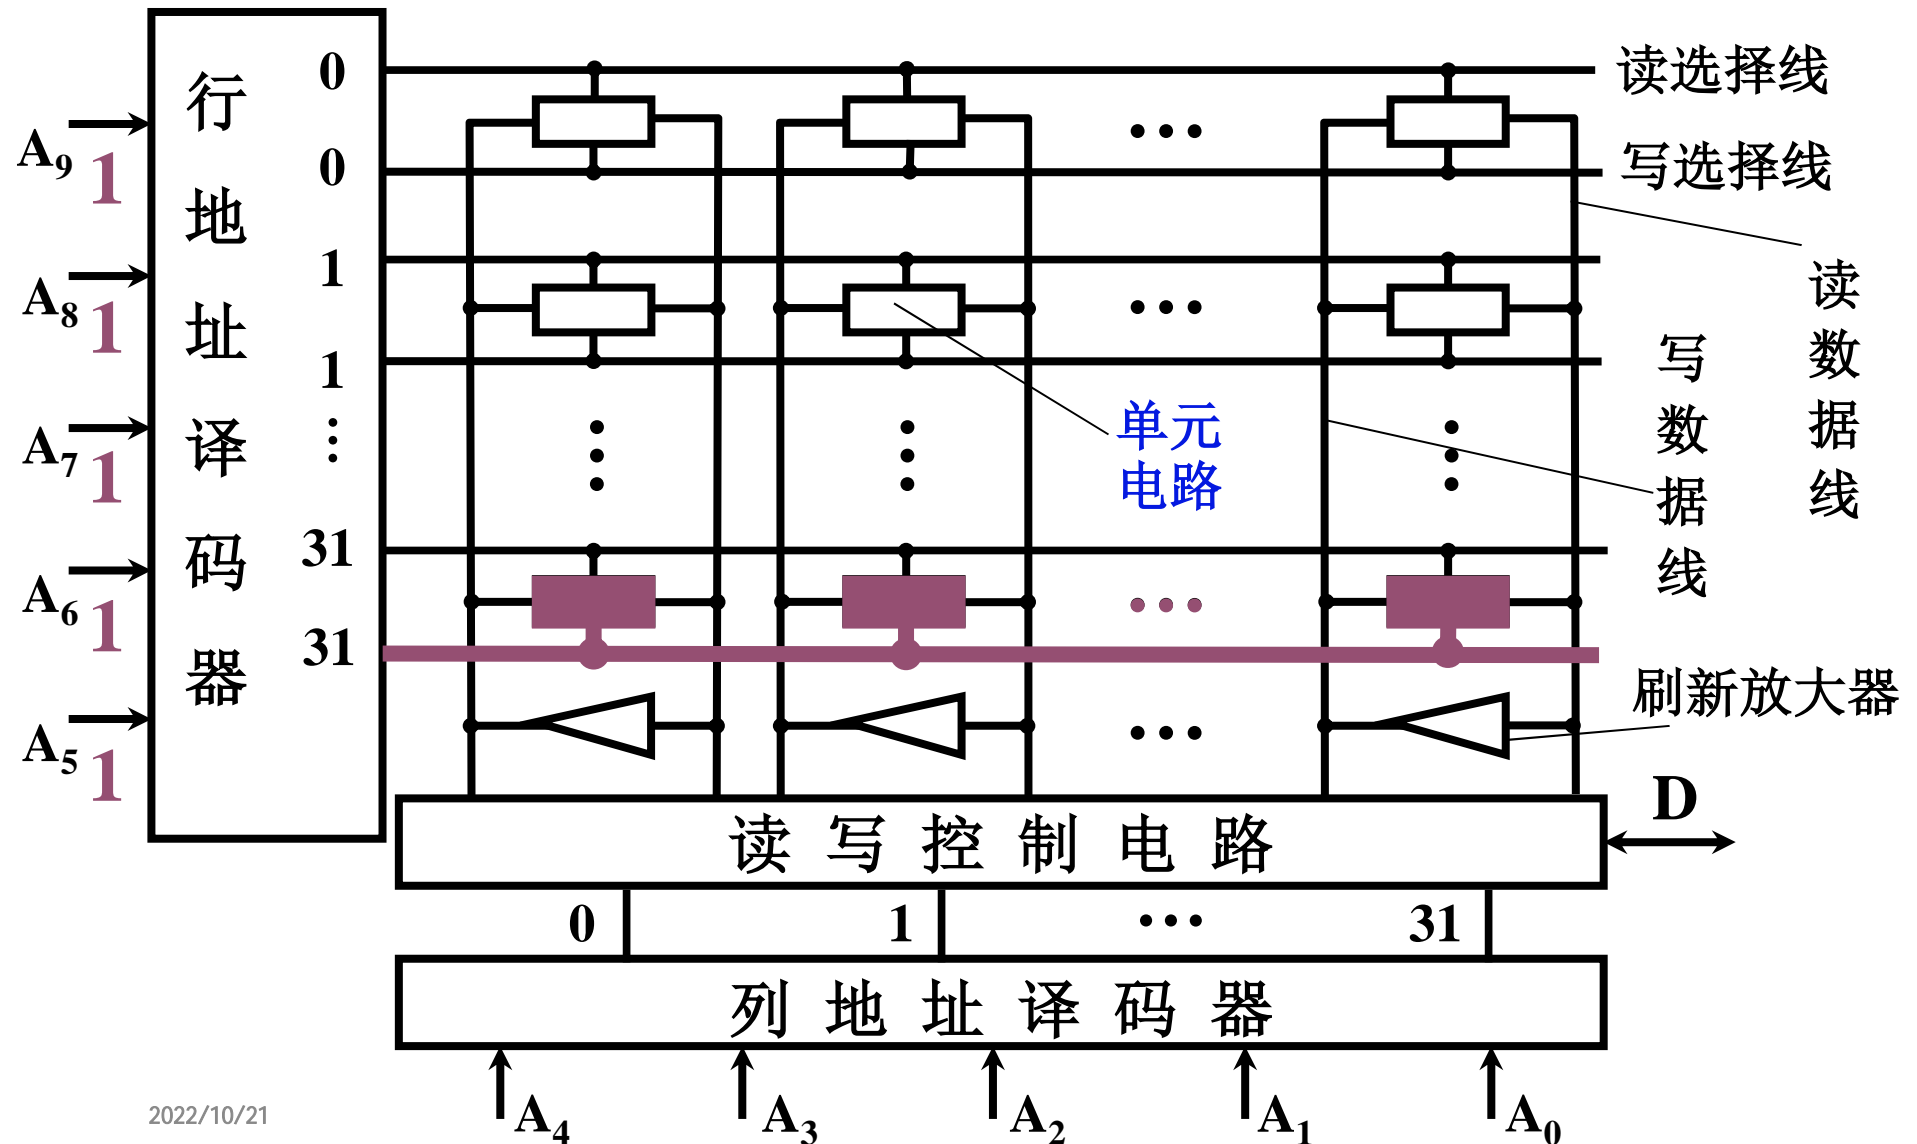 行地址译码器
0
读选择线
A9 1
0
写选择线
1
A8 1
1
读数据线
写数据线
A7 1
⋮
单元
电路
31
A6 1
31
刷新放大器
A5 1
D
读写控制电路
0 1 … 31
列地址译码器
A4 A3 A2 A1 A0
2022/10/21